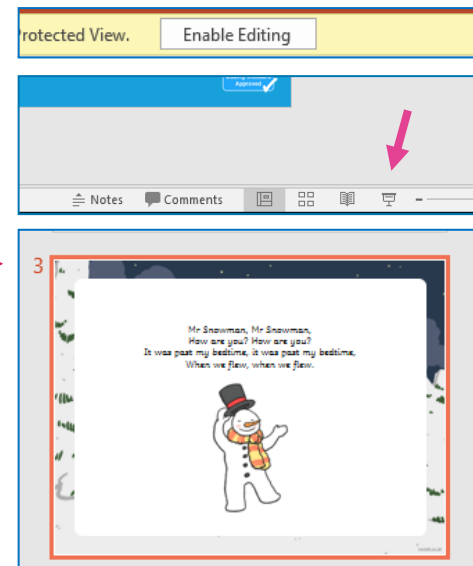 rotected View. Enable Editing
Approved
Notes Comments
3
Mr Snowman, Mr Snowman,
How are you? How are you?
It was past my bedtime, it was past my bedtime,
When we flew, when we flew.